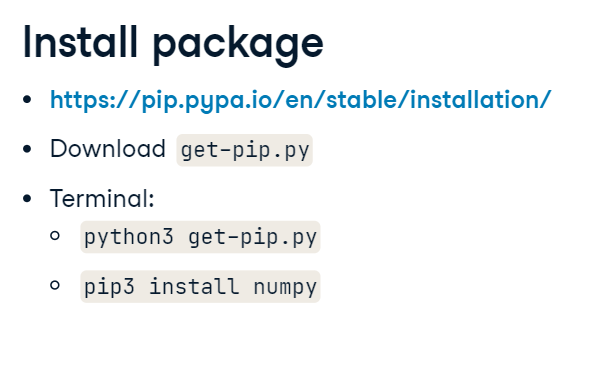 Install package
https://pip.pypa.io/en/stable/installation/
Download get-pip.py
Terminal:
python3 get-pip.py
pip3 install numpy